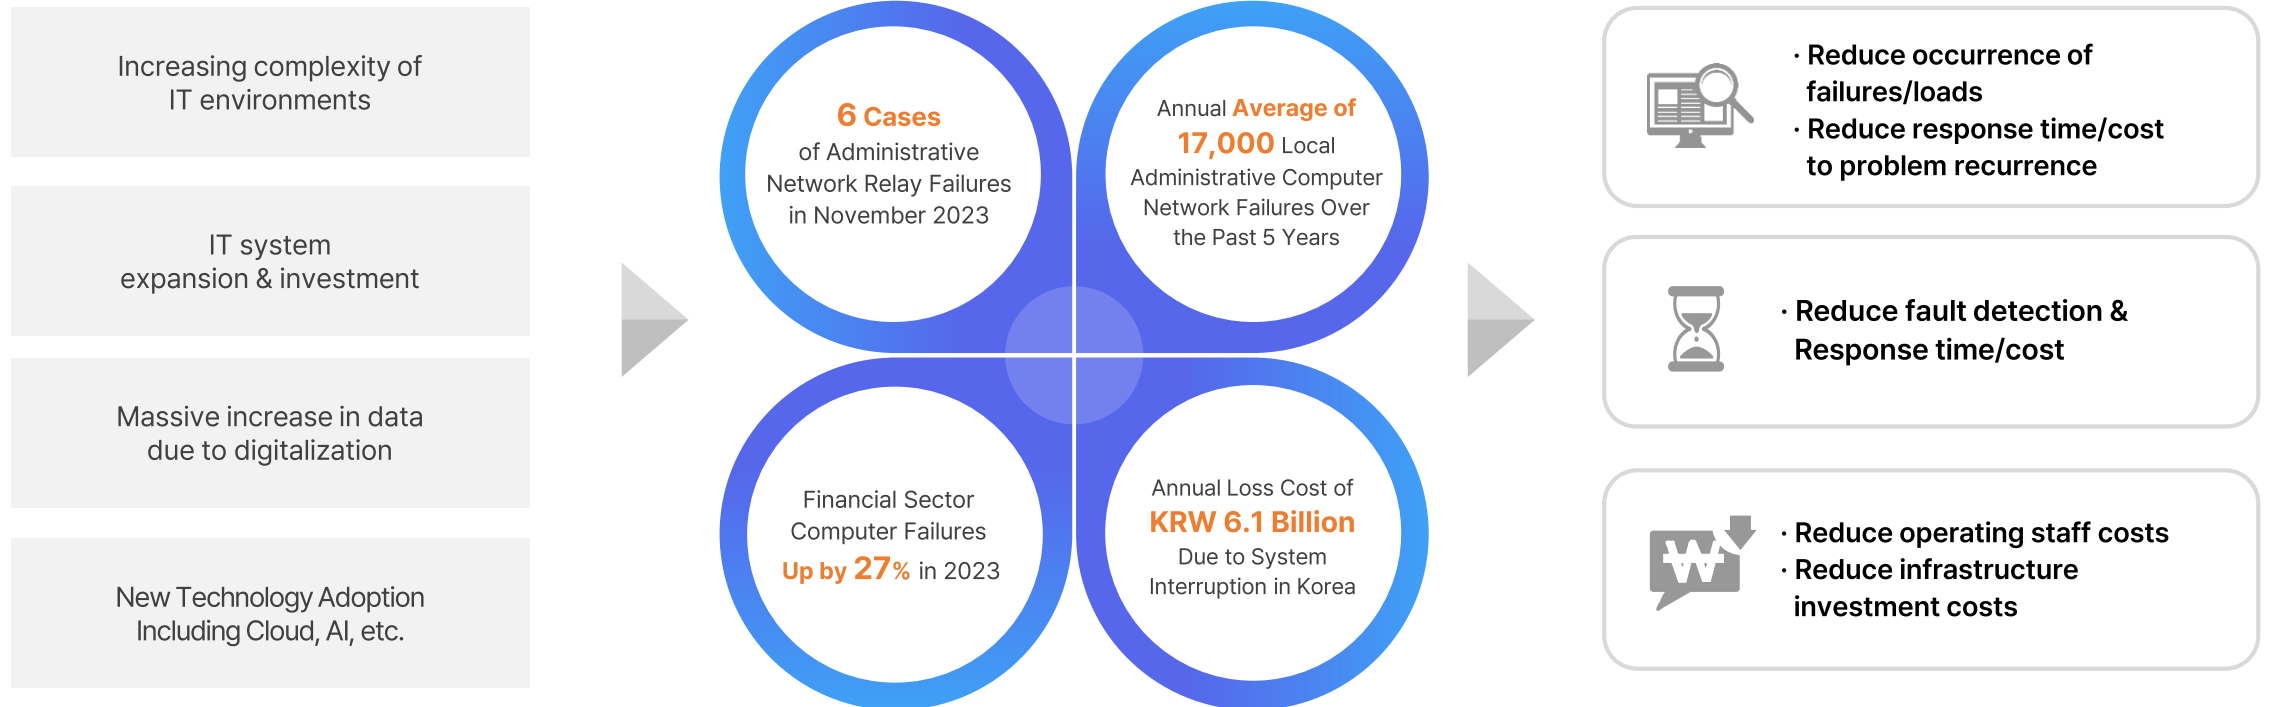 Increasing complexity of
IT environments
IT system
expansion & investment
Massive increase in data
due to digitalization
New Technology Adoption
Including Cloud, AI, etc.
6 Cases
of Administrative
Network Relay Failures
in November 2023
Annual Average of
17,000 Local
Administrative Computer
Network Failures Over
the Past 5 Years
Financial Sector
Computer Failures
Up by 27% in 2023
Annual Loss Cost of
KRW 6.1 Billion
Due to System
Interruption in Korea
· Reduce occurrence of
failures/loads
· Reduce response time/cost
to problem recurrence
· Reduce fault detection &
Response time/cost
₩
· Reduce operating staff costs
· Reduce infrastructure
investment costs